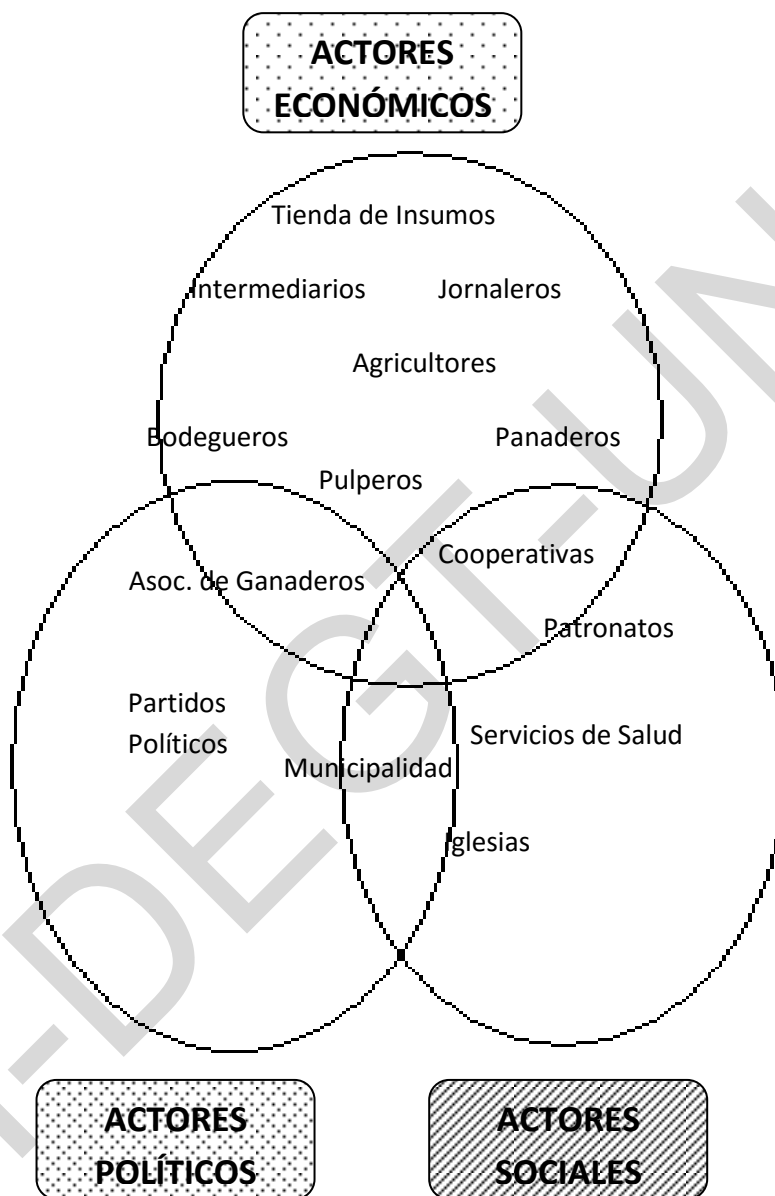 ACTORES
ECONÓMICOS
Tienda de Insumos
Intermediarios Jornaleros
Agricultores
Bodegueros Panaderos
Pulperos
Cooperativas
Asoc. de Ganaderos
Patronatos
Partidos
Políticos
Servicios de Salud
Municipalidad
Iglesias
ACTORES
POLÍTICOS
ACTORES
SOCIALES